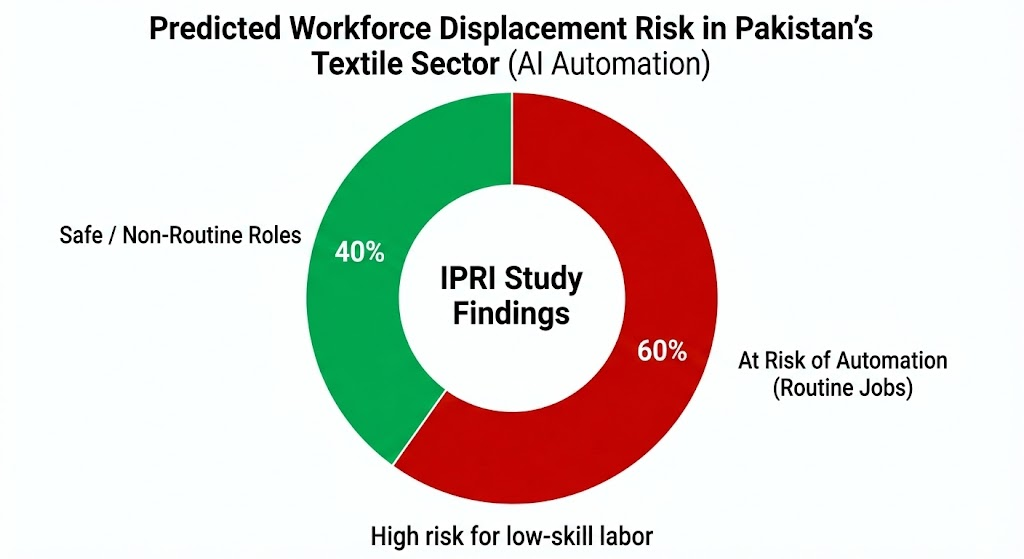 Predicted Workforce Displacement Risk in Pakistan’s
Textile Sector (AI Automation)
Safe / Non-Routine Roles
40%
IPRI Study
Findings
60%
At Risk of Automation
(Routine Jobs)
High risk for low-skill labor